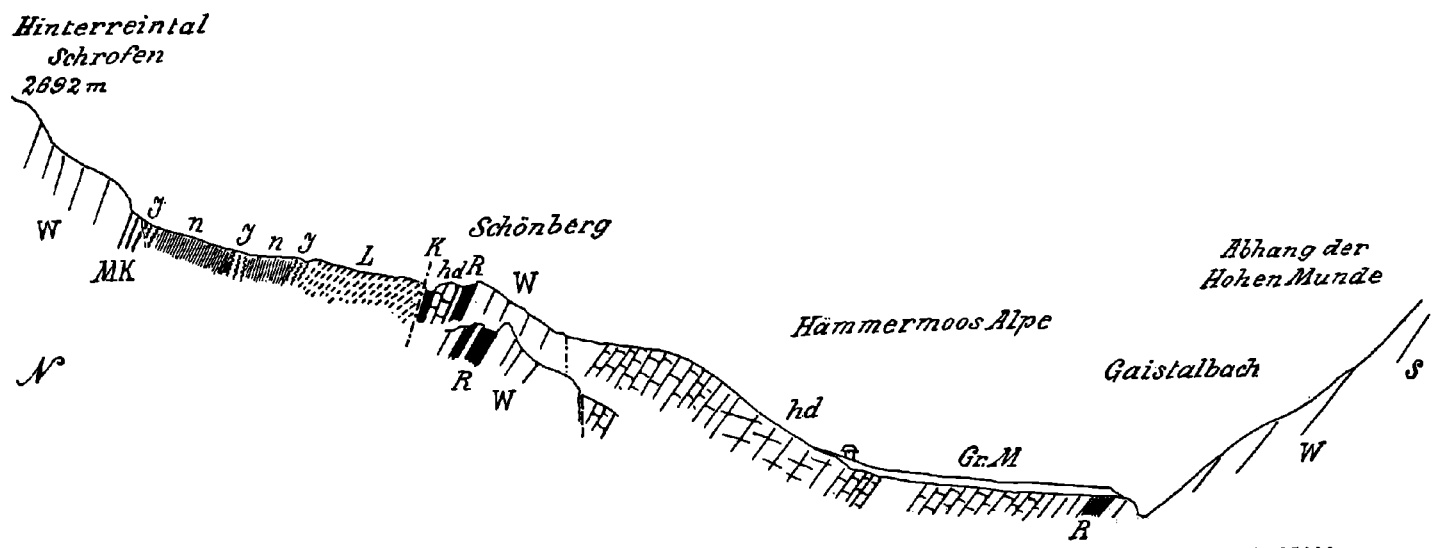 Hinterreintal
Schrofen
2692 m
W
MK
J
n
J
n
J
L
K
hd
R
Schönberg
W
R
W
N
Hämmermoos Alpe
hd
Gr. M
Gaistalbach
Abhang der
Hohen Munde
S
W
R